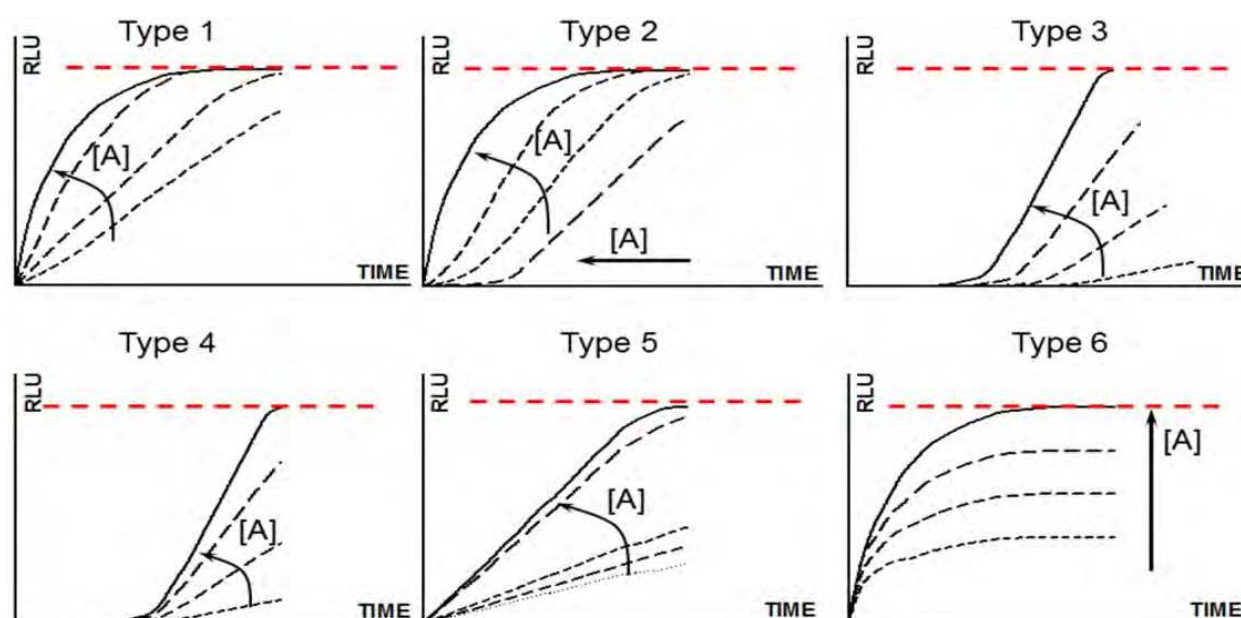 Type 1
RLU
[A]
TIME
Type 2
RLU
[A]
[A]
TIME
Type 3
RLU
[A]
TIME
Type 4
RLU
[A]
TIME
Type 5
RLU
[A]
TIME
Type 6
RLU
[A]
TIME